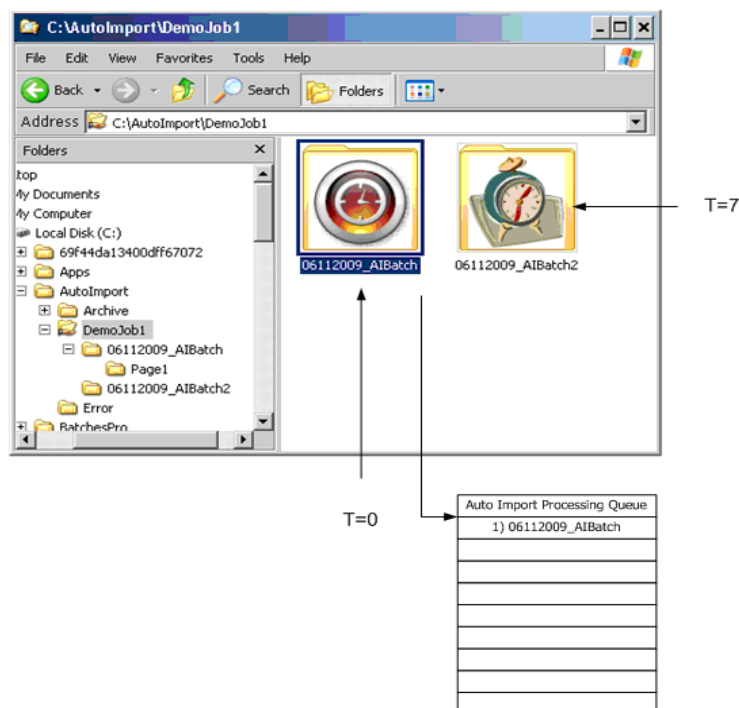 C:\AutoImport\DemoJob1
File Edit View Favorites Tools Help
Back Search Folders
Address C:\AutoImport\DemoJob1
Folders
top
My Documents
My Computer
Local Disk (C:)
69f44da13400dff67072
Apps
AutoImport
Archive
DemoJob1
06112009_AIBatch
Page1
06112009_AIBatch2
Error
BatchesPro
06112009_AIBatch
06112009_AIBatch2
T=7
T=0
Auto Import Processing Queue
1) 06112009_AIBatch